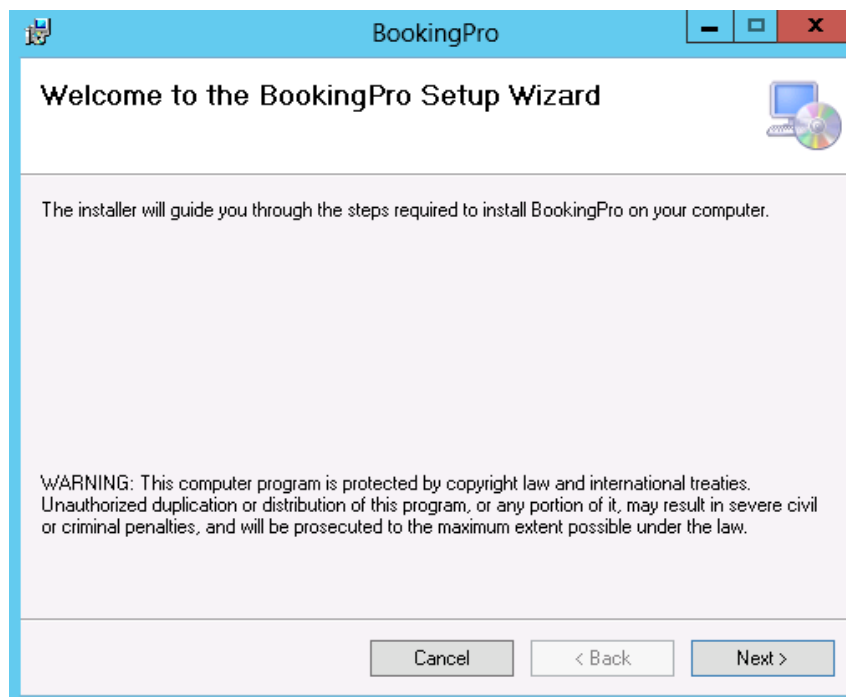 BookingPro
Welcome to the BookingPro Setup Wizard
The installer will guide you through the steps required to install BookingPro on your computer.
WARNING: This computer program is protected by copyright law and international treaties.
Unauthorized duplication or distribution of this program, or any portion of it, may result in severe civil
or criminal penalties, and will be prosecuted to the maximum extent possible under the law.
Cancel < Back Next >